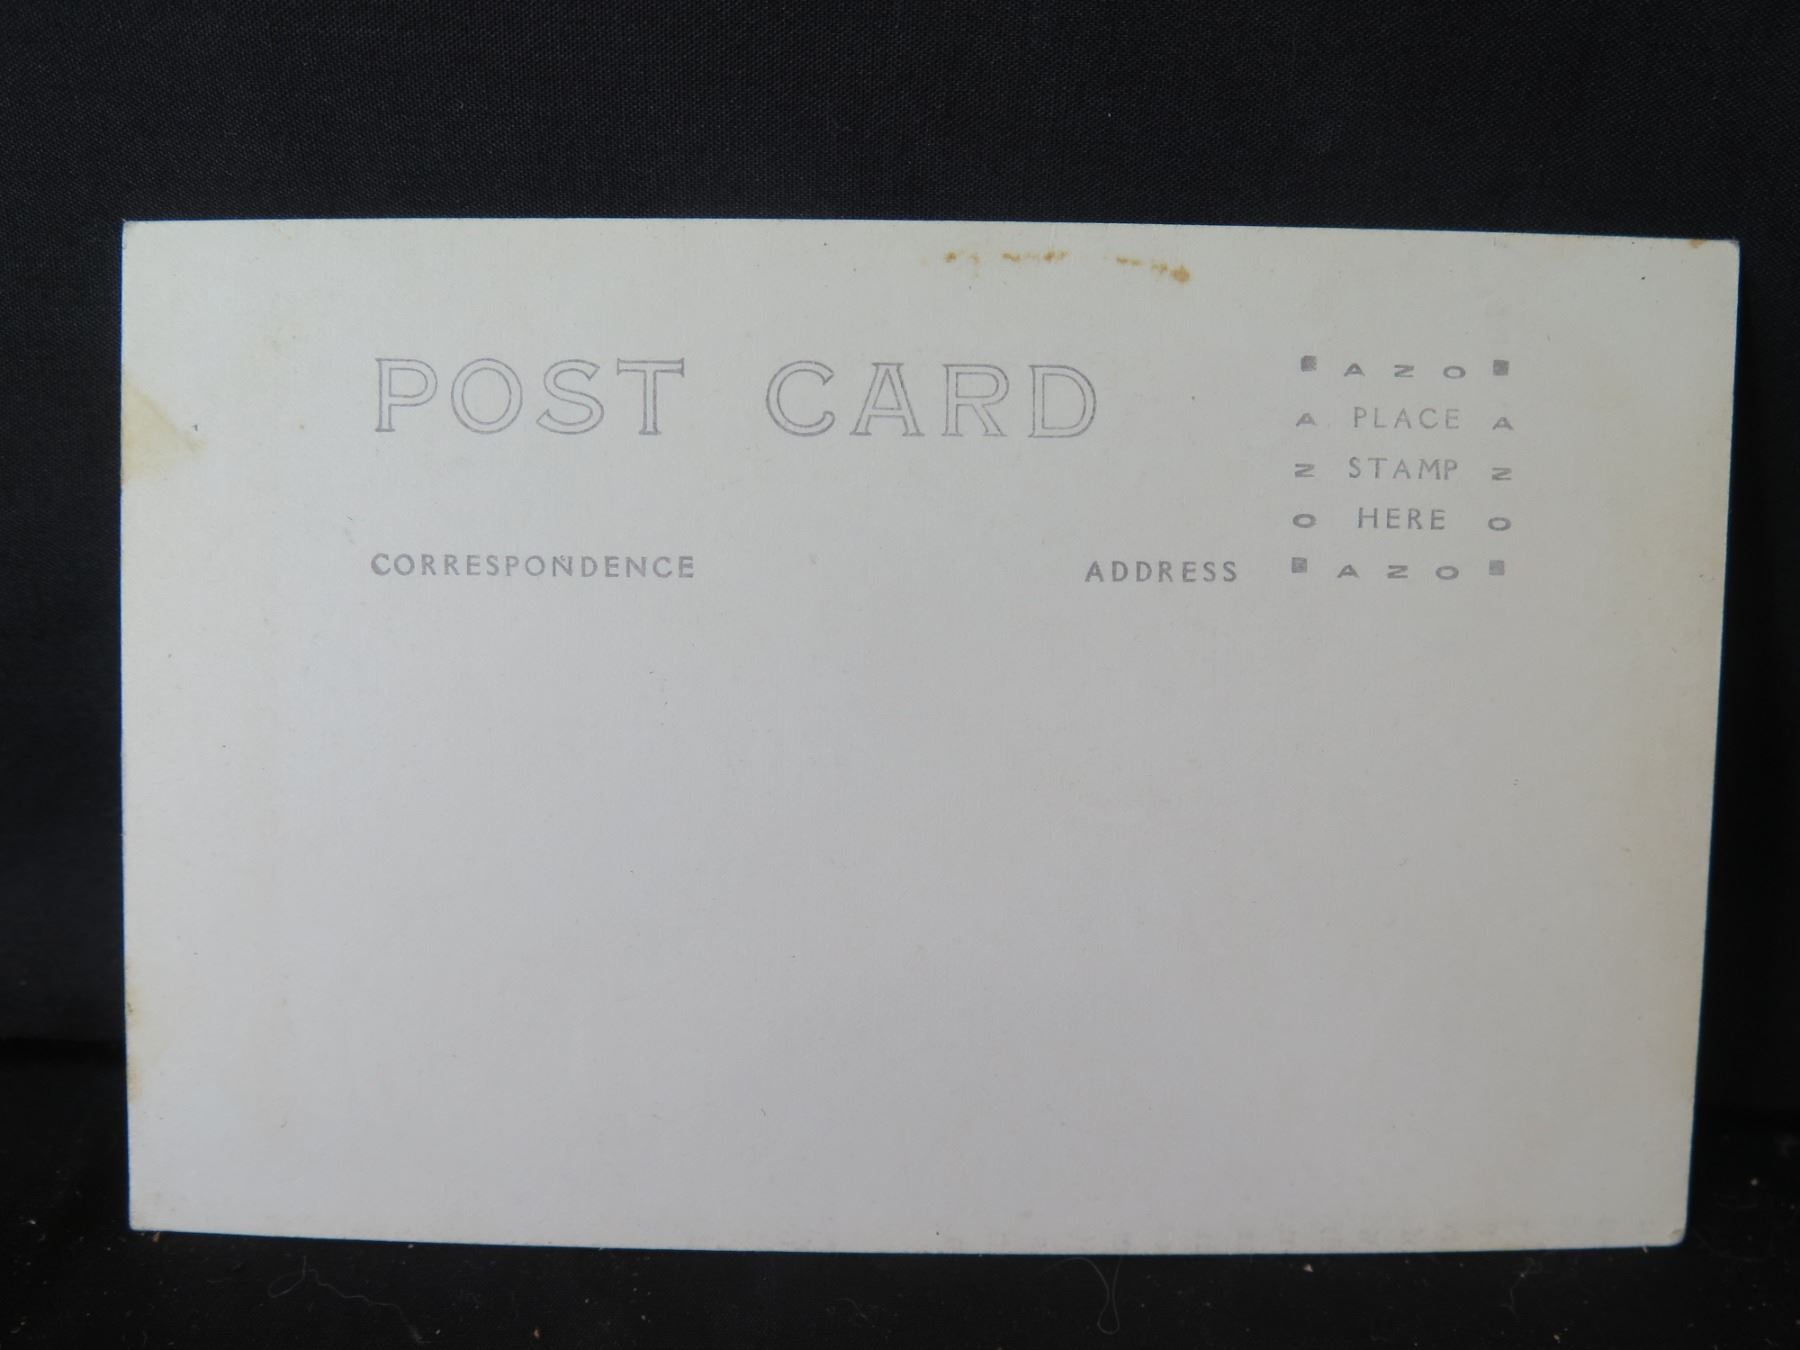 POST CARD
AZO
A PLACE A
Z STAMP Z
O HERE O
CORRESPONDENCE ADDRESS AZO